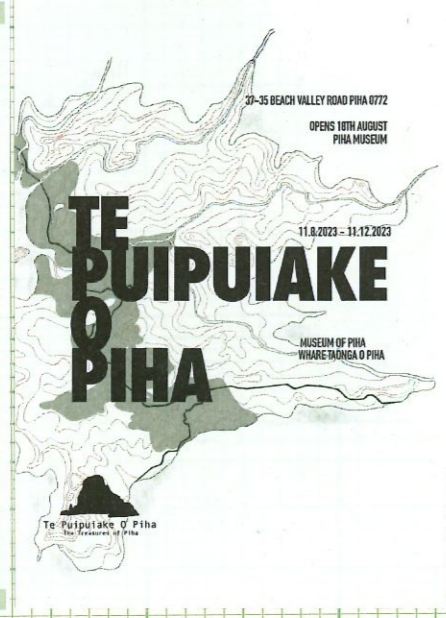 37-35 BEACH VALLEY ROAD PIHA 0772
OPENS 18TH AUGUST
PIHA MUSEUM
TE
PUIPUIAKE
O
PIHA
11.8.2023 - 11.12.2023
MUSEUM OF PIHA
WHARE TAONGA O PIHA
Te Puipuiake O Piha
The Treasures of Piha